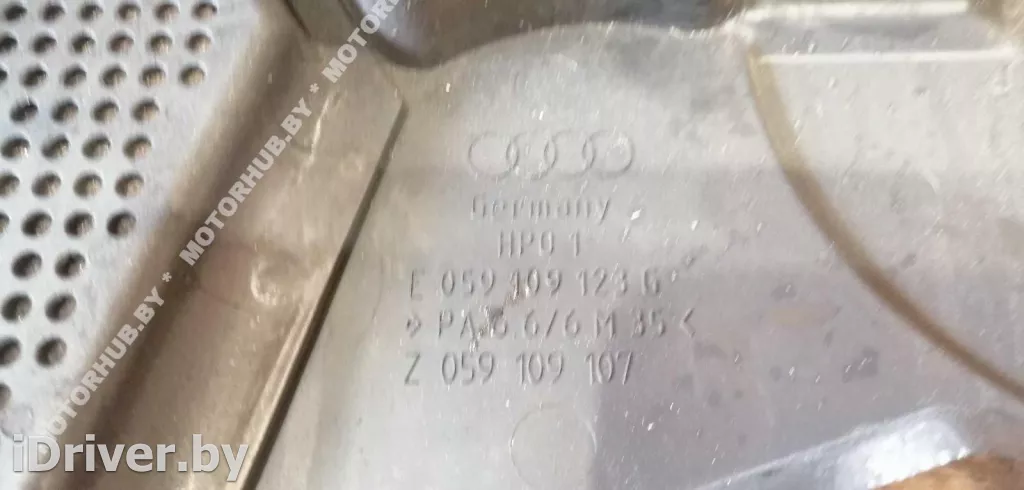 Germany
HPQ 1
E 059 109 123 G
> PA 6.6/6 M 35 <
Z 059 109 107
MOTORHUB.BY * MOTORHUB.BY * MOTORHUB.BY * MOTOR
iDriver.by